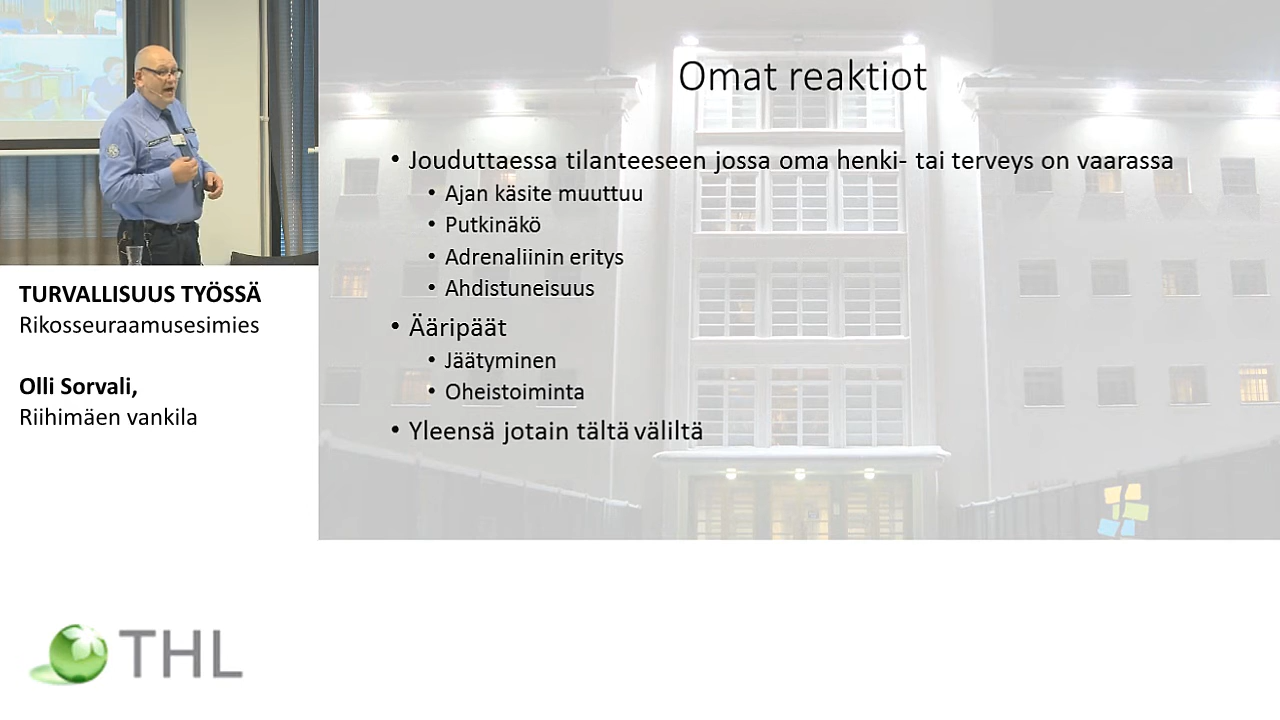 Omat reaktiot
• Jouduttaessa tilanteeseen jossa oma henki- tai terveys on vaarassa
• Ajan käsite muuttuu
• Putkinäkö
• Adrenaliinin eritys
• Ahdistuneisuus
• Ääripäät
• Jäätyminen
• Oheistoiminta
• Yleensä jotain tältä väliltä
TURVALLISUUS TYÖSSÄ
Rikosseuraamusesimies
Olli Sorvali,
Riihimäen vankila
THL